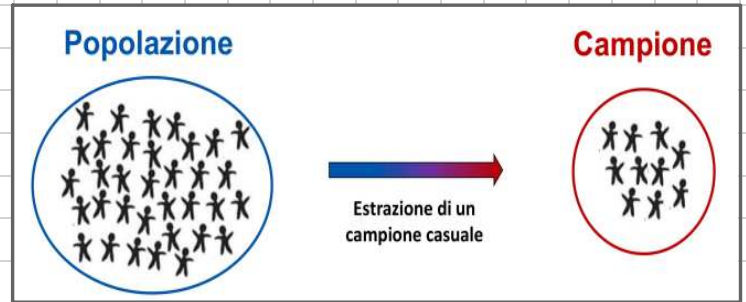 Popolazione
Campione
Estrazione di un
campione casuale